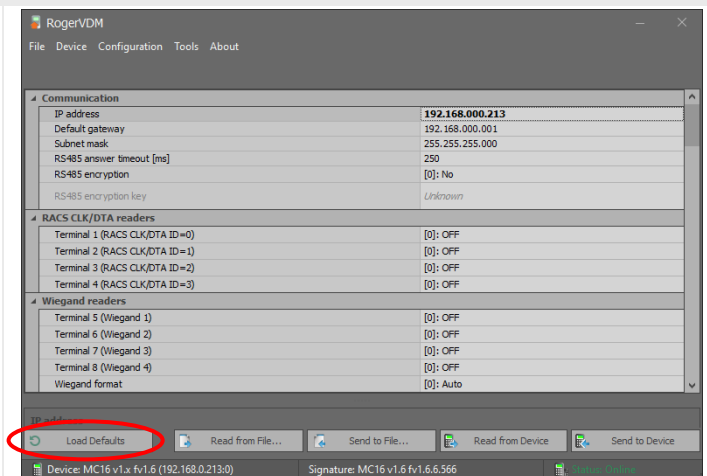 RogerVDM
File Device Configuration Tools About
Communication
IP address 192.168.000.213
Default gateway 192.168.000.001
Subnet mask 255.255.255.000
RS485 answer timeout [ms] 250
RS485 encryption [0]: No
RS485 encryption key Unknown
RACS CLK/DTA readers
Terminal 1 (RACS CLK/DTA ID=0) [0]: OFF
Terminal 2 (RACS CLK/DTA ID=1) [0]: OFF
Terminal 3 (RACS CLK/DTA ID=2) [0]: OFF
Terminal 4 (RACS CLK/DTA ID=3) [0]: OFF
Wiegand readers
Terminal 5 (Wiegand 1) [0]: OFF
Terminal 6 (Wiegand 2) [0]: OFF
Terminal 7 (Wiegand 3) [0]: OFF
Terminal 8 (Wiegand 4) [0]: OFF
Wiegand format [0]: Auto
IP address
Load Defaults Read from File... Send to File... Read from Device Send to Device
Device: MC16 v1.x fv1.6 (192.168.0.213:0) Signature: MC16 v1.6 fv1.6.6.566 Status: Online